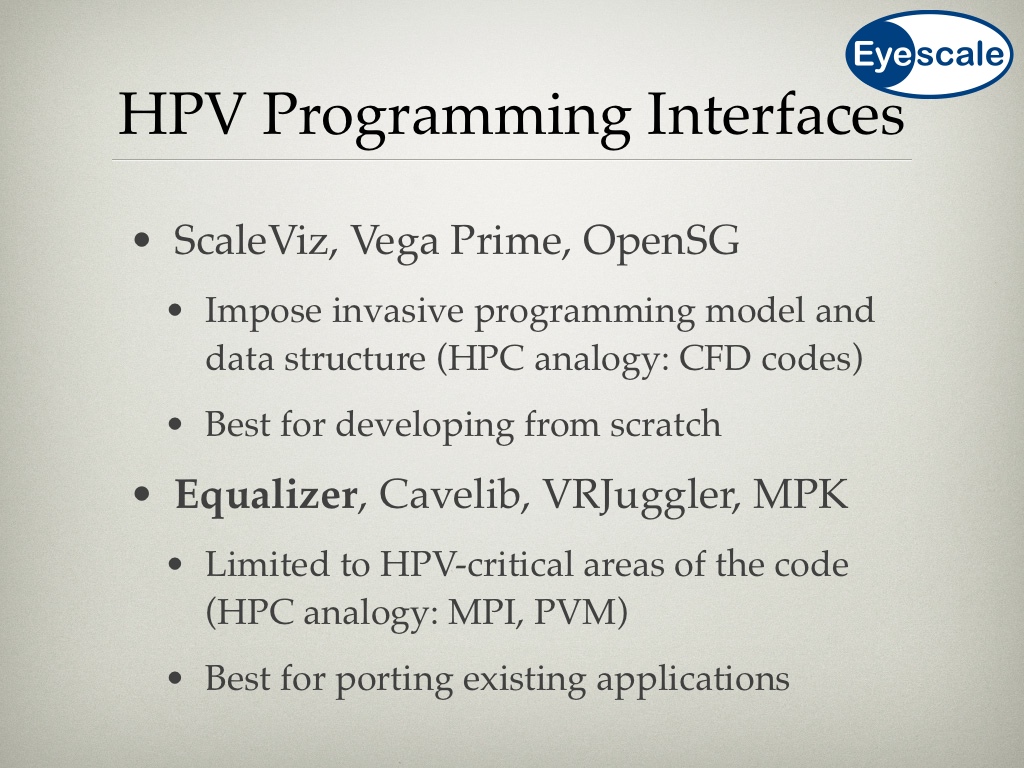 Eyescale
HPV Programming Interfaces
• ScaleViz, Vega Prime, OpenSG
• Impose invasive programming model and
data structure (HPC analogy: CFD codes)
• Best for developing from scratch
• Equalizer, Cavelib, VRJuggler, MPK
• Limited to HPV-critical areas of the code
(HPC analogy: MPI, PVM)
• Best for porting existing applications